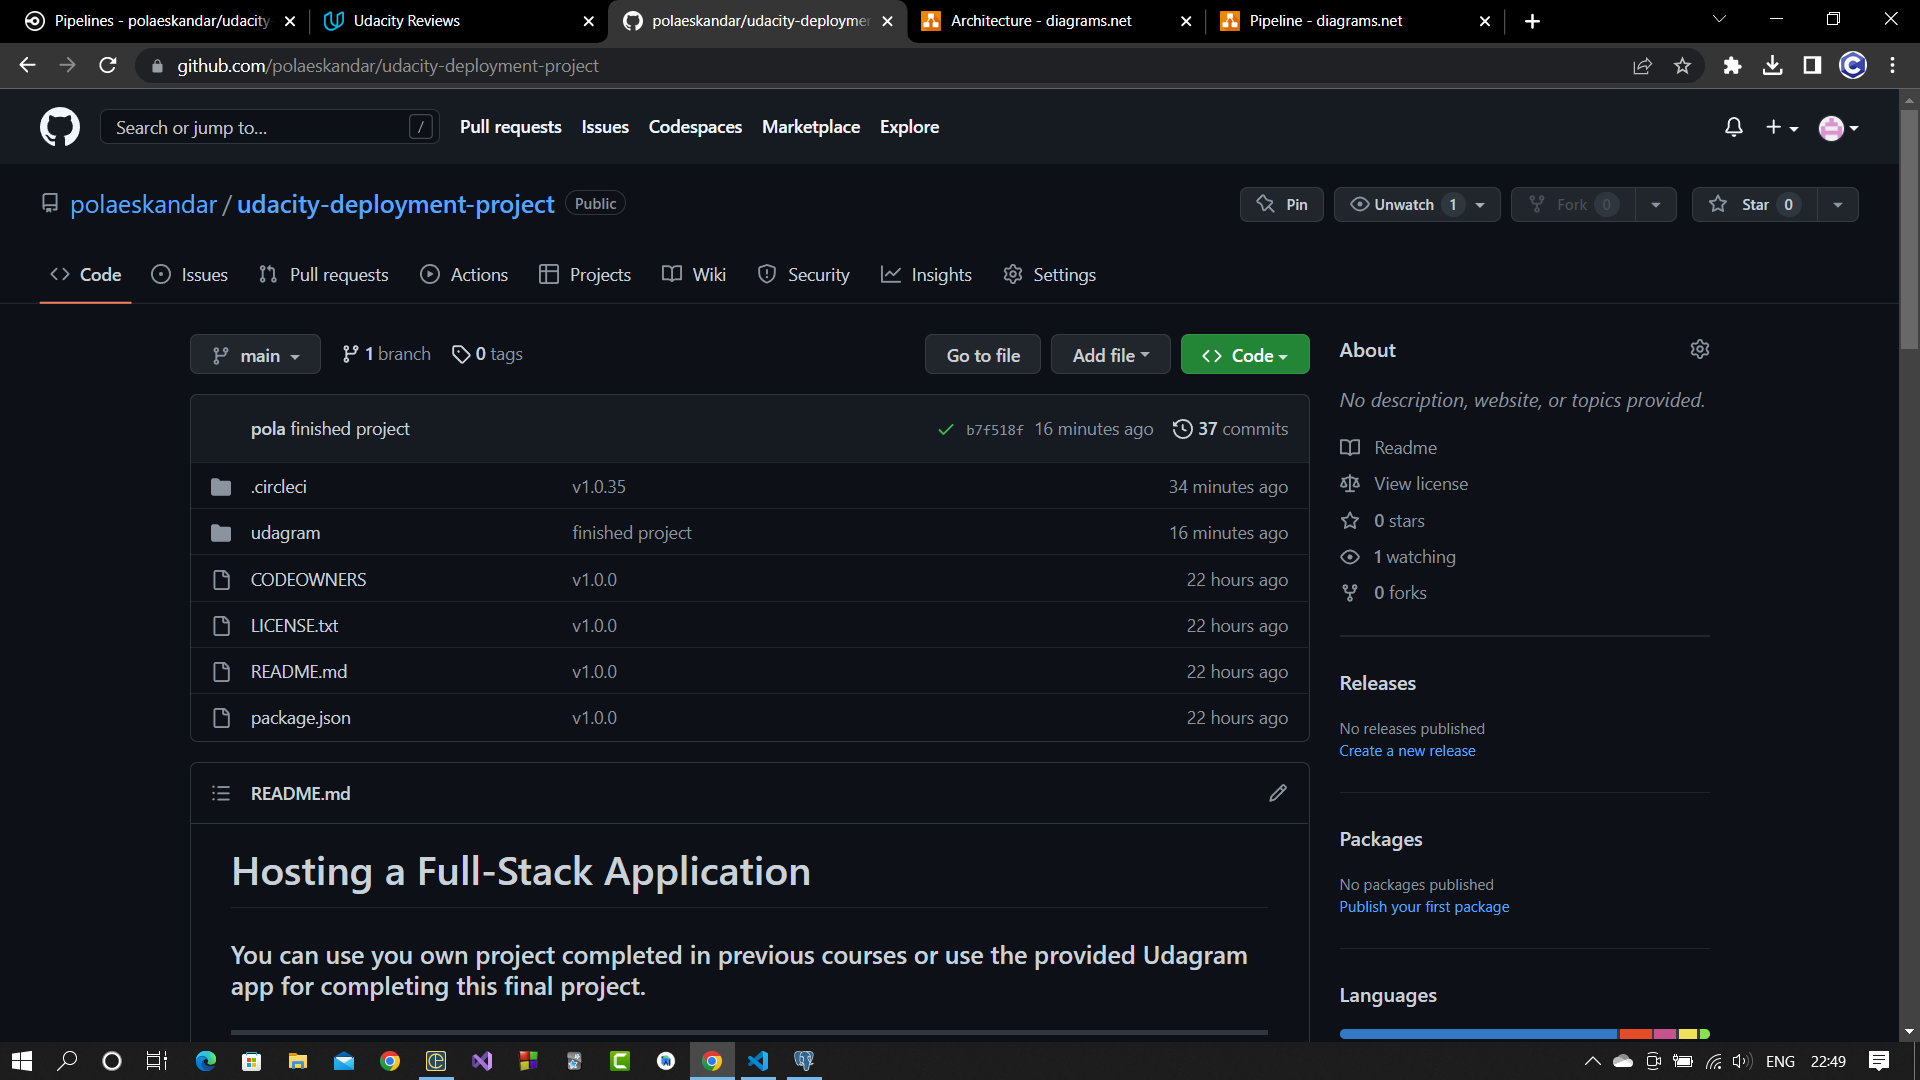 Pipelines - polaeskandar/udacity
Udacity Reviews
polaeskandar/udacity-deploymen
Architecture - diagrams.net
Pipeline - diagrams.net
github.com/polaeskandar/udacity-deployment-project
Search or jump to...
/
Pull requests
Issues
Codespaces
Marketplace
Explore
polaeskandar / udacity-deployment-project
Public
Pin
Unwatch 1
Fork 0
Star 0
Code
Issues
Pull requests
Actions
Projects
Wiki
Security
Insights
Settings
main
1 branch
0 tags
Go to file
Add file
Code
pola finished project
b7f518f 16 minutes ago
37 commits
.circleci
v1.0.35
34 minutes ago
udagram
finished project
16 minutes ago
CODEOWNERS
v1.0.0
22 hours ago
LICENSE.txt
v1.0.0
22 hours ago
README.md
v1.0.0
22 hours ago
package.json
v1.0.0
22 hours ago
README.md
Hosting a Full-Stack Application
You can use you own project completed in previous courses or use the provided Udagram
app for completing this final project.
About
No description, website, or topics provided.
Readme
View license
0 stars
1 watching
0 forks
Releases
No releases published
Create a new release
Packages
No packages published
Publish your first package
Languages
ENG
22:49